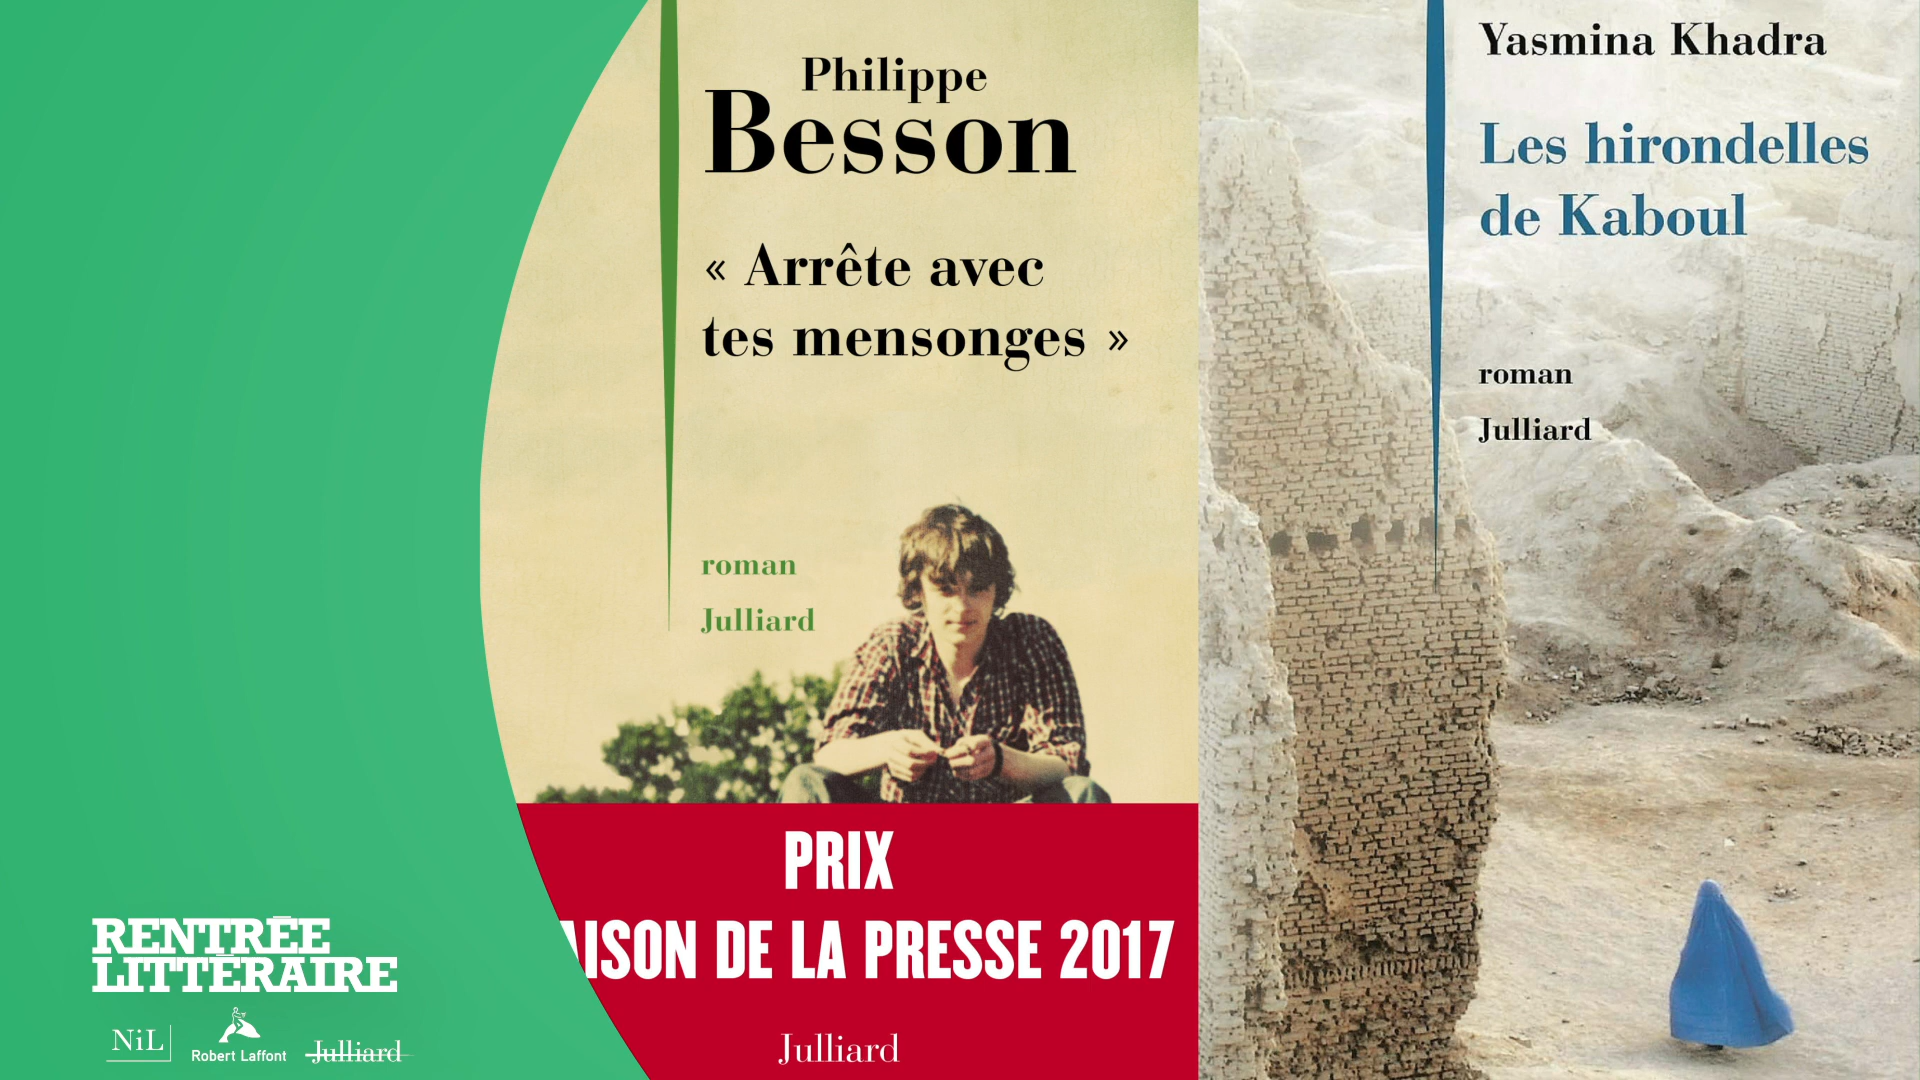 Philippe
Besson
« Arrête avec
tes mensonges »
roman
Julliard
PRIX
AISON DE LA PRESSE 2017
Julliard
Yasmina Khadra
Les hirondelles
de Kaboul
roman
Julliard
RENTRÉE
LITTÉRAIRE
NiL
Robert Laffont
Julliard